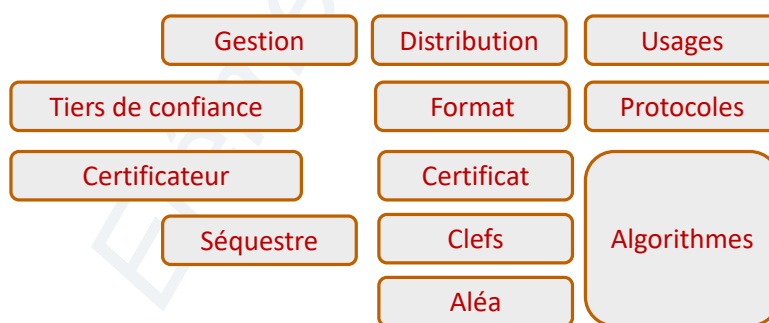 Gestion
Distribution
Usages
Tiers de confiance
Format
Protocoles
Certificateur
Certificat
Séquestre
Clefs
Algorithmes
Aléa